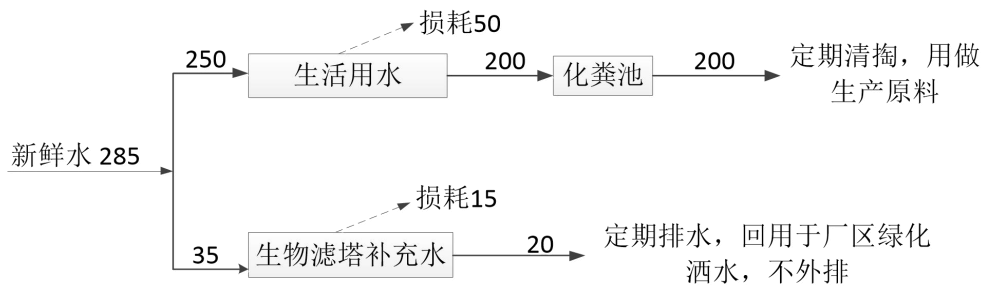 损耗50
250
生活用水
200
化粪池
200
定期清掏，用做
生产原料
新鲜水 285
损耗15
35
生物滤塔补充水
20
定期排水，回用于厂区绿化
洒水，不外排